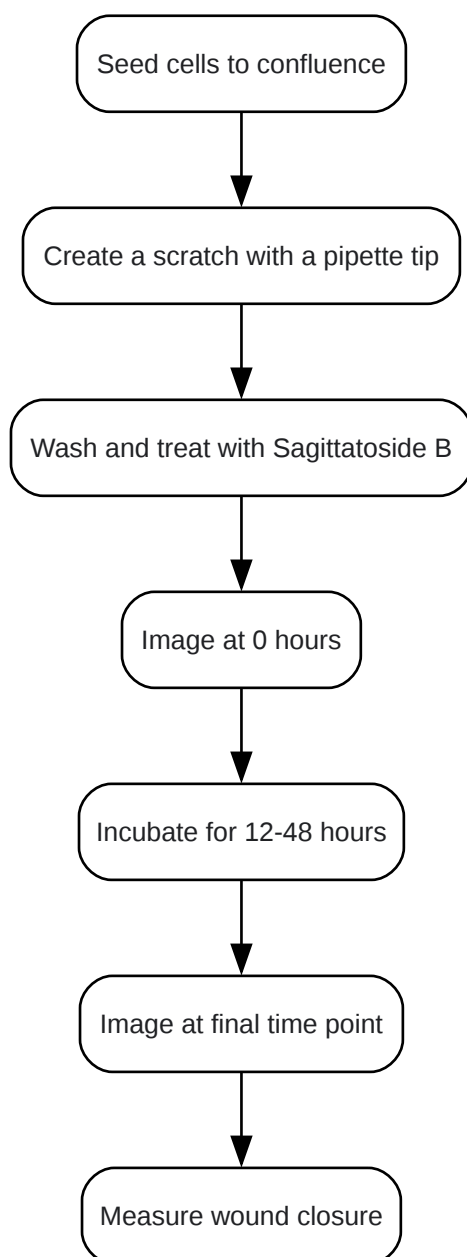 Seed cells to confluence
Create a scratch with a pipette tip
Wash and treat with Sagittatoside B
Image at 0 hours
Incubate for 12-48 hours
Image at final time point
Measure wound closure